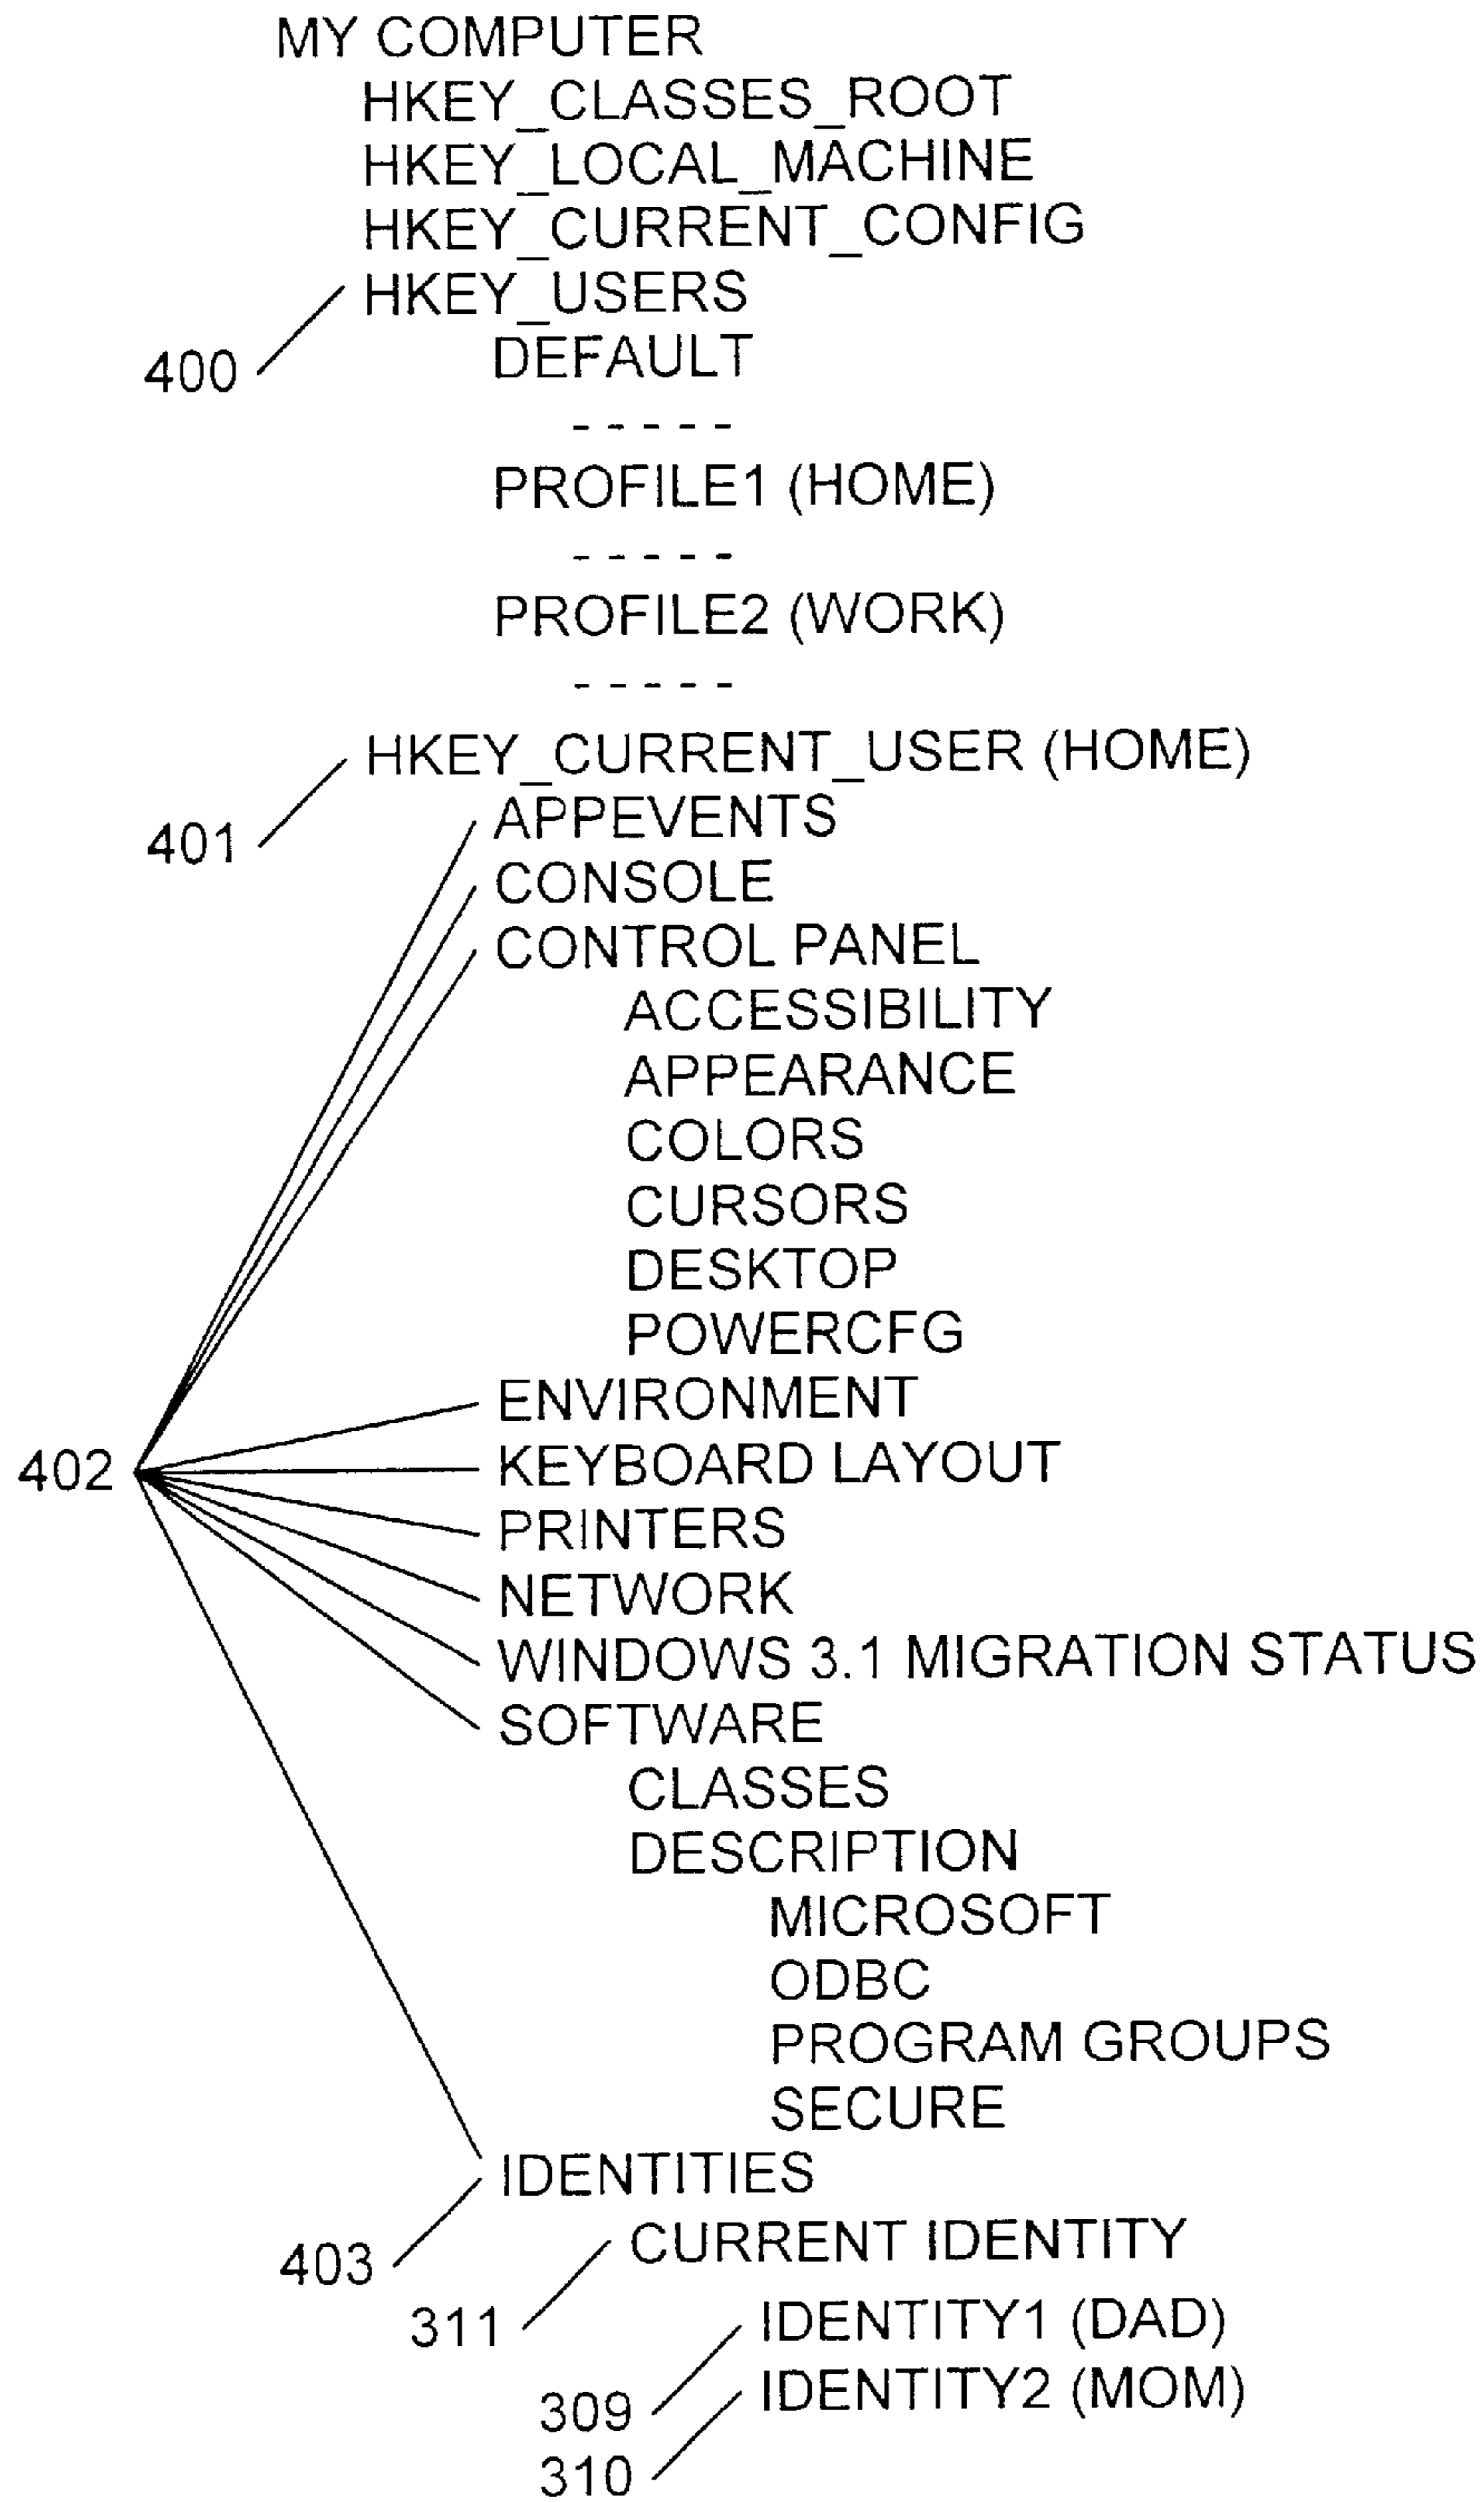 MY COMPUTER
HKEY_CLASSES_ROOT
HKEY_LOCAL_MACHINE
HKEY_CURRENT_CONFIG
HKEY_USERS
400
DEFAULT
- - - - -
PROFILE1 (HOME)
- - - - -
PROFILE2 (WORK)
- - - - -
HKEY_CURRENT_USER (HOME)
401
APPEVENTS
CONSOLE
CONTROL PANEL
ACCESSIBILITY
APPEARANCE
COLORS
CURSORS
DESKTOP
POWERCFG
ENVIRONMENT
402
KEYBOARD LAYOUT
PRINTERS
NETWORK
WINDOWS 3.1 MIGRATION STATUS
SOFTWARE
CLASSES
DESCRIPTION
MICROSOFT
ODBC
PROGRAM GROUPS
SECURE
IDENTITIES
403
CURRENT IDENTITY
311
IDENTITY1 (DAD)
309
IDENTITY2 (MOM)
310